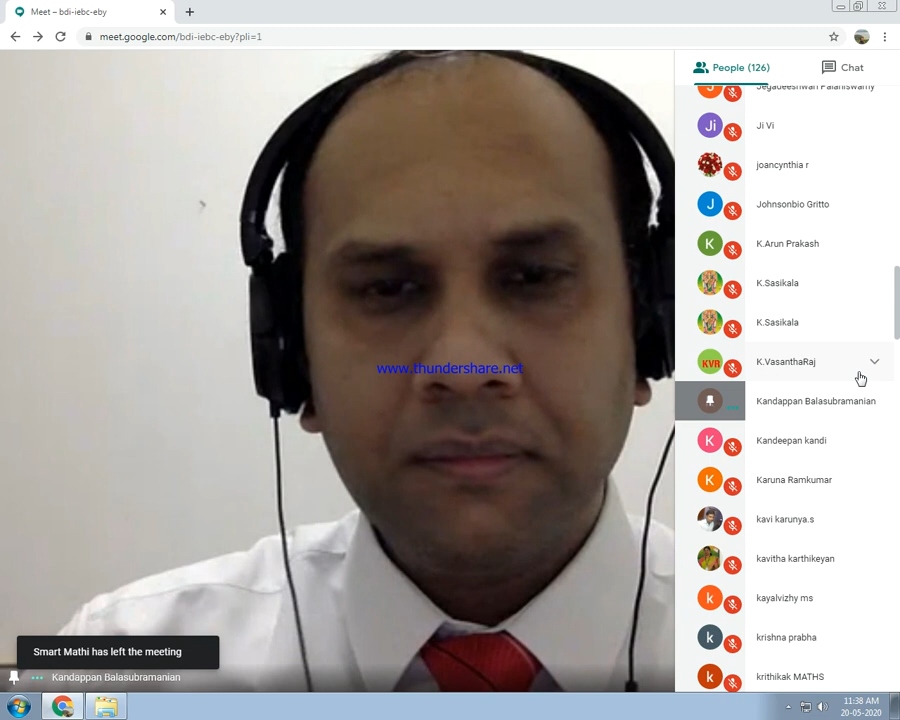 Meet – bdi-iebc-eby
meet.google.com/bdi-iebc-eby?pli=1
People (126)
Chat
Jegadeeshwari Palaniswamy
Ji
Ji Vi
joancynthia r
J
Johnsonbio Gritto
K
K.Arun Prakash
K.Sasikala
K.Sasikala
KVR
K.VasanthaRaj
www.thundershare.net
Kandappan Balasubramanian
K
Kandeepan kandi
K
Karuna Ramkumar
kavi karunya.s
kavitha karthikeyan
k
kayalvizhy ms
k
krishna prabha
k
krithikak MATHS
Smart Mathi has left the meeting
Kandappan Balasubramanian
11:38 AM
20-05-2020